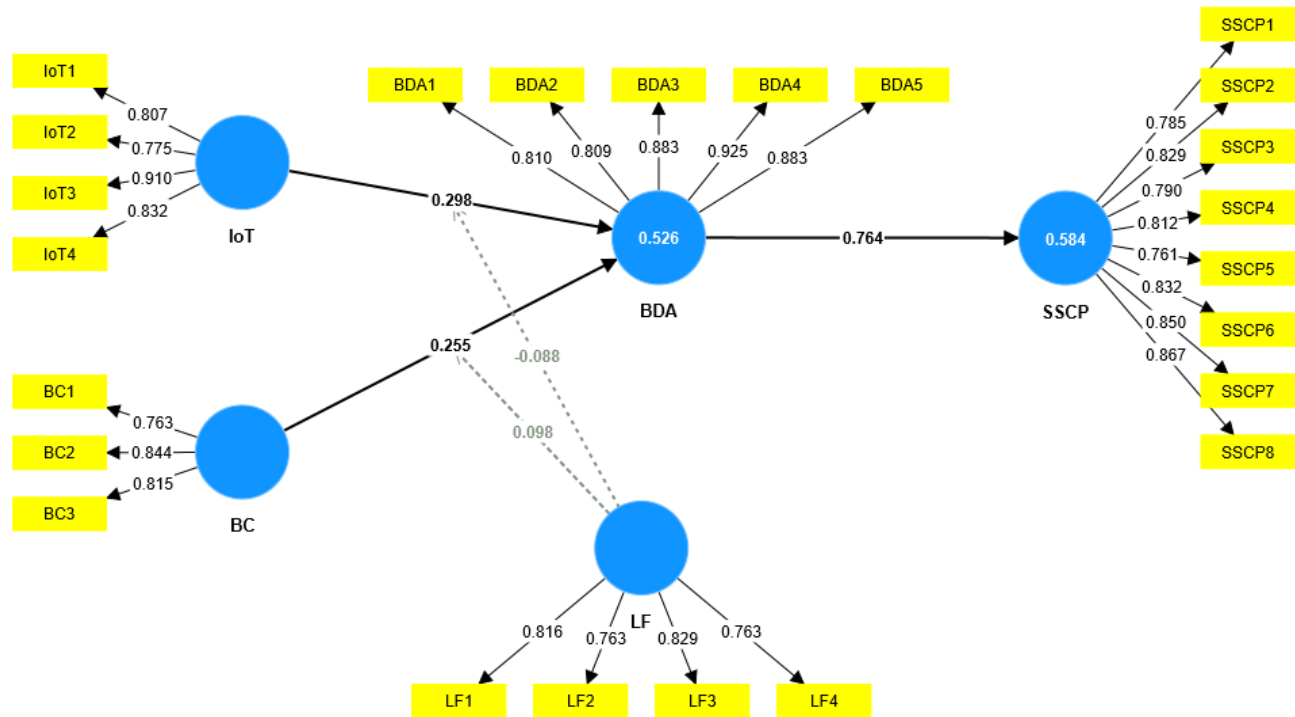 IoT1
IoT2
IoT3
IoT4
0.807
0.775
0.910
0.832
IoT
BC1
BC2
BC3
0.763
0.844
0.815
BC
0.298
0.255
-0.088
0.098
BDA1
BDA2
BDA3
BDA4
BDA5
0.810
0.809
0.883
0.925
0.883
0.526
BDA
0.764
LF
0.816
0.763
0.829
0.763
LF1
LF2
LF3
LF4
0.584
SSCP
0.785
0.829
0.790
0.812
0.761
0.832
0.850
0.867
SSCP1
SSCP2
SSCP3
SSCP4
SSCP5
SSCP6
SSCP7
SSCP8